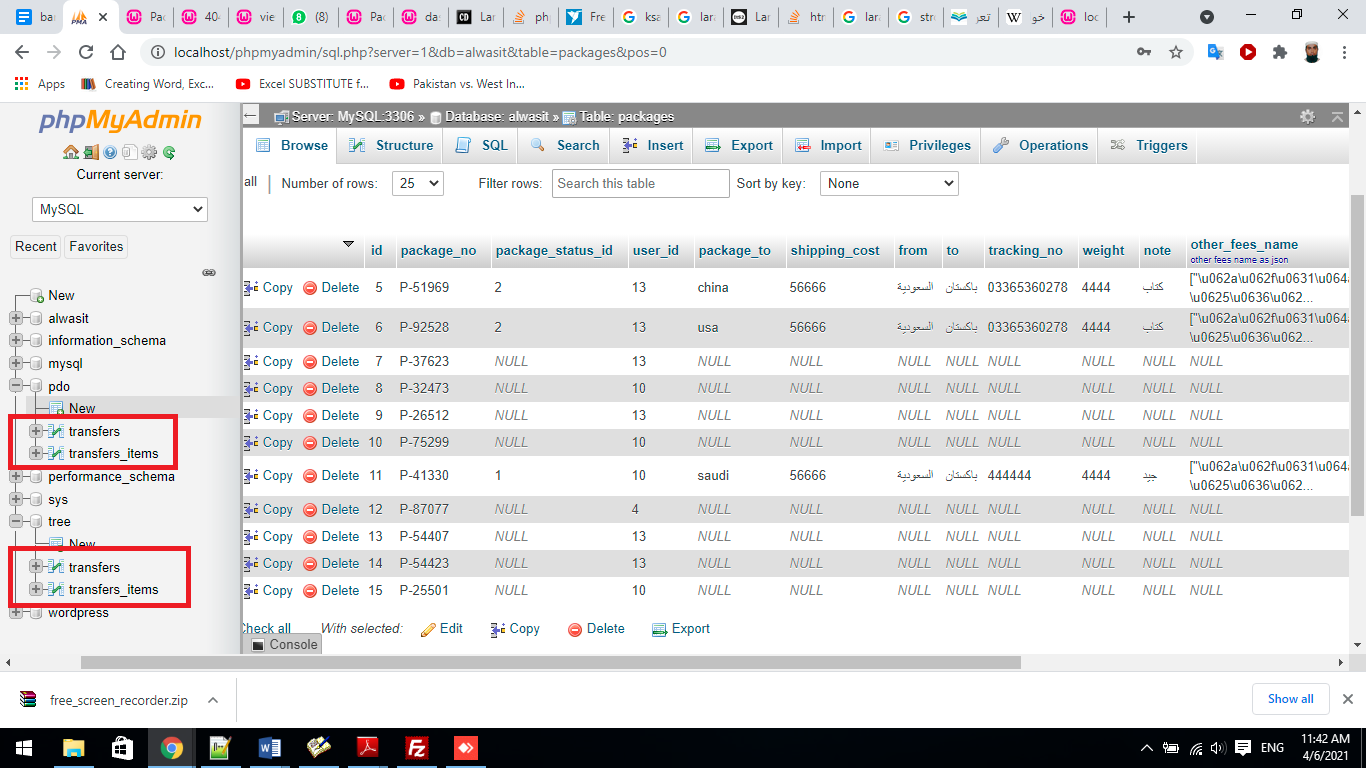 ba
Pac
40
vie
(8)
Pac
da
Lar
ph
Fre
ksa
lara
Lar
htt
lara
stro
تعر
خو
loc
localhost/phpmyadmin/sql.php?server=1&db=alwasit&table=packages&pos=0
Apps Creating Word, Exc... Excel SUBSTITUTE f... Pakistan vs. West In...
phpMyAdmin
Current server:
MySQL
Recent Favorites
New
alwasit
information_schema
mysql
pdo
New
transfers
transfers_items
performance_schema
sys
tree
New
transfers
transfers_items
wordpress
Server: MySQL:3306 » Database: alwasit » Table: packages
Browse Structure SQL Search Insert Export Import Privileges Operations Triggers
all Number of rows: 25 Filter rows: Search this table Sort by key: None
id package_no package_status_id user_id package_to shipping_cost from to tracking_no weight note other_fees_name
other fees name as json
Copy Delete 5 P-51969 2 13 china 56666 السعودية باكستان 03365360278 4444 كتاب ["\u062a\u062f\u0631\u064a
\u0625\u0636\u062...
Copy Delete 6 P-92528 2 13 usa 56666 السعودية باكستان 03365360278 4444 كتاب ["\u062a\u062f\u0631\u064a
\u0625\u0636\u062...
Copy Delete 7 P-37623 NULL 13 NULL NULL NULL NULL NULL NULL NULL NULL
Copy Delete 8 P-32473 NULL 10 NULL NULL NULL NULL NULL NULL NULL NULL
Copy Delete 9 P-26512 NULL 13 NULL NULL NULL NULL NULL NULL NULL NULL
Copy Delete 10 P-75299 NULL 10 NULL NULL NULL NULL NULL NULL NULL NULL
Copy Delete 11 P-41330 1 10 saudi 56666 السعودية باكستان 444444 4444 جيد ["\u062a\u062f\u0631\u064a
\u0625\u0636\u062...
Copy Delete 12 P-87077 NULL 4 NULL NULL NULL NULL NULL NULL NULL NULL
Copy Delete 13 P-54407 NULL 13 NULL NULL NULL NULL NULL NULL NULL NULL
Copy Delete 14 P-54423 NULL 13 NULL NULL NULL NULL NULL NULL NULL NULL
Copy Delete 15 P-25501 NULL 10 NULL NULL NULL NULL NULL NULL NULL NULL
Check all With selected: Edit Copy Delete Export
Console
free_screen_recorder.zip
Show all
ENG
11:42 AM
4/6/2021